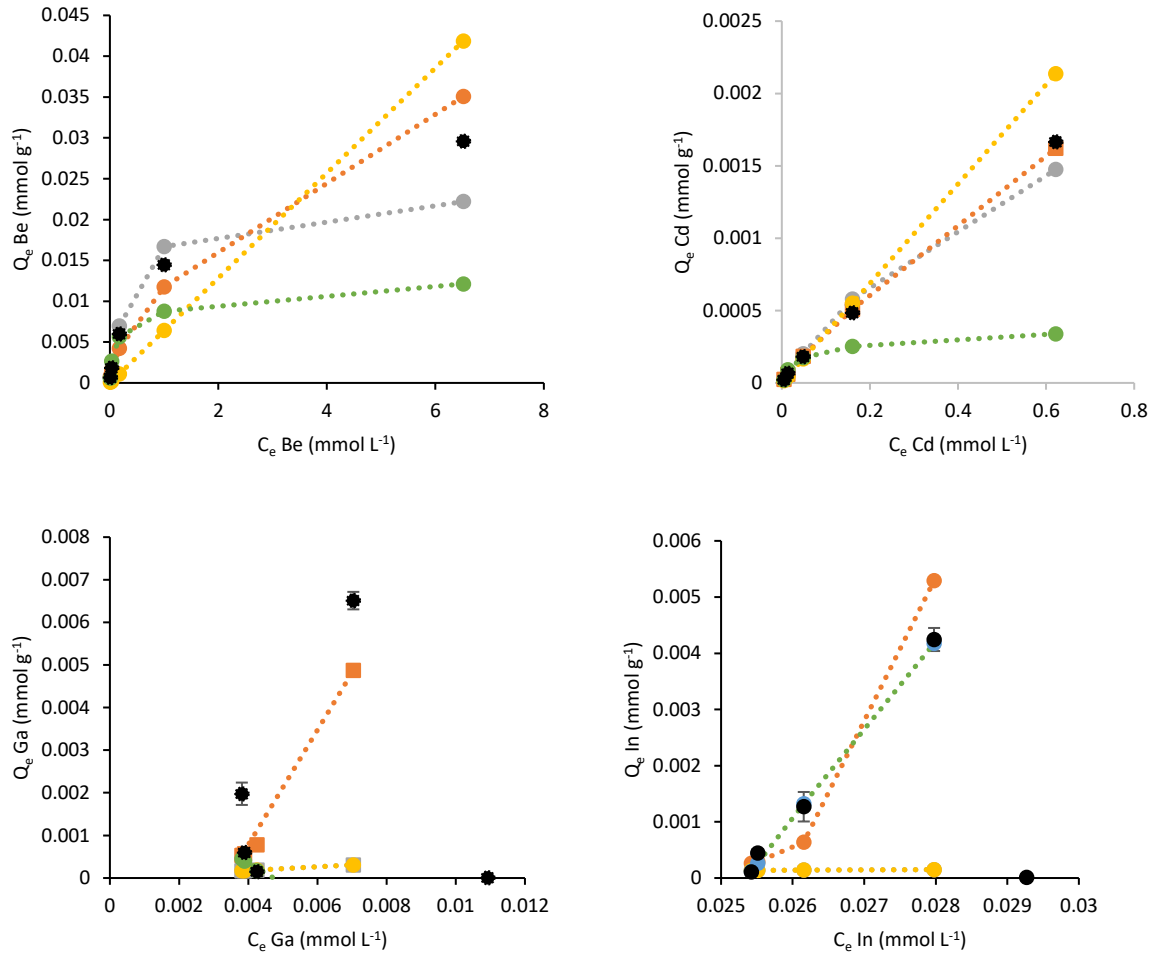 0.045
0.04
0.035
0.03
0.025
0.02
0.015
0.01
0.005
0
Qe Be (mmol g-1)
0 2 4 6 8
Ce Be (mmol L-1)
0.0025
0.002
0.0015
0.001
0.0005
0
Qe Cd (mmol g-1)
0 0.2 0.4 0.6 0.8
Ce Cd (mmol L-1)
0.008
0.007
0.006
0.005
0.004
0.003
0.002
0.001
0
Qe Ga (mmol g-1)
0 0.002 0.004 0.006 0.008 0.01 0.012
Ce Ga (mmol L-1)
0.006
0.005
0.004
0.003
0.002
0.001
0
Qe In (mmol g-1)
0.025 0.026 0.027 0.028 0.029 0.03
Ce In (mmol L-1)